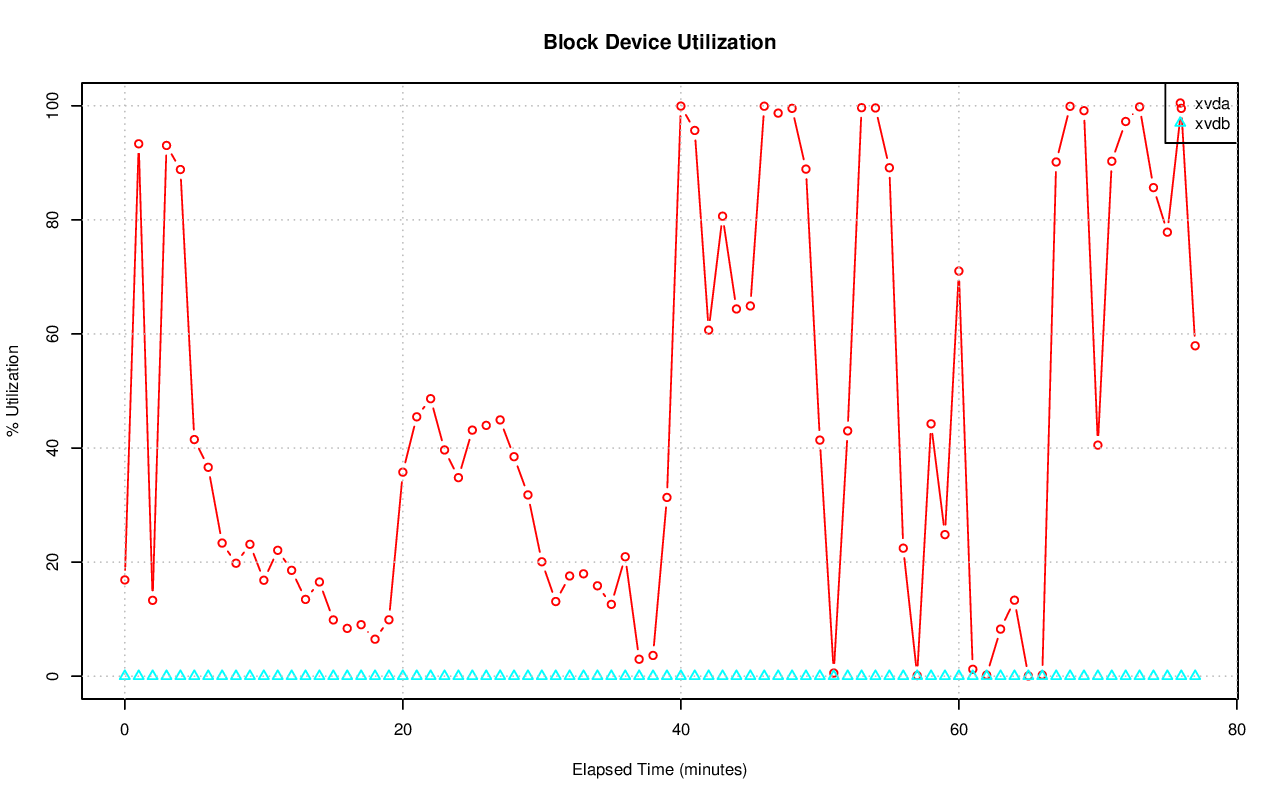 Block Device Utilization
xvda
xvdb
% Utilization
100
80
60
40
20
0
0 20 40 60 80
Elapsed Time (minutes)